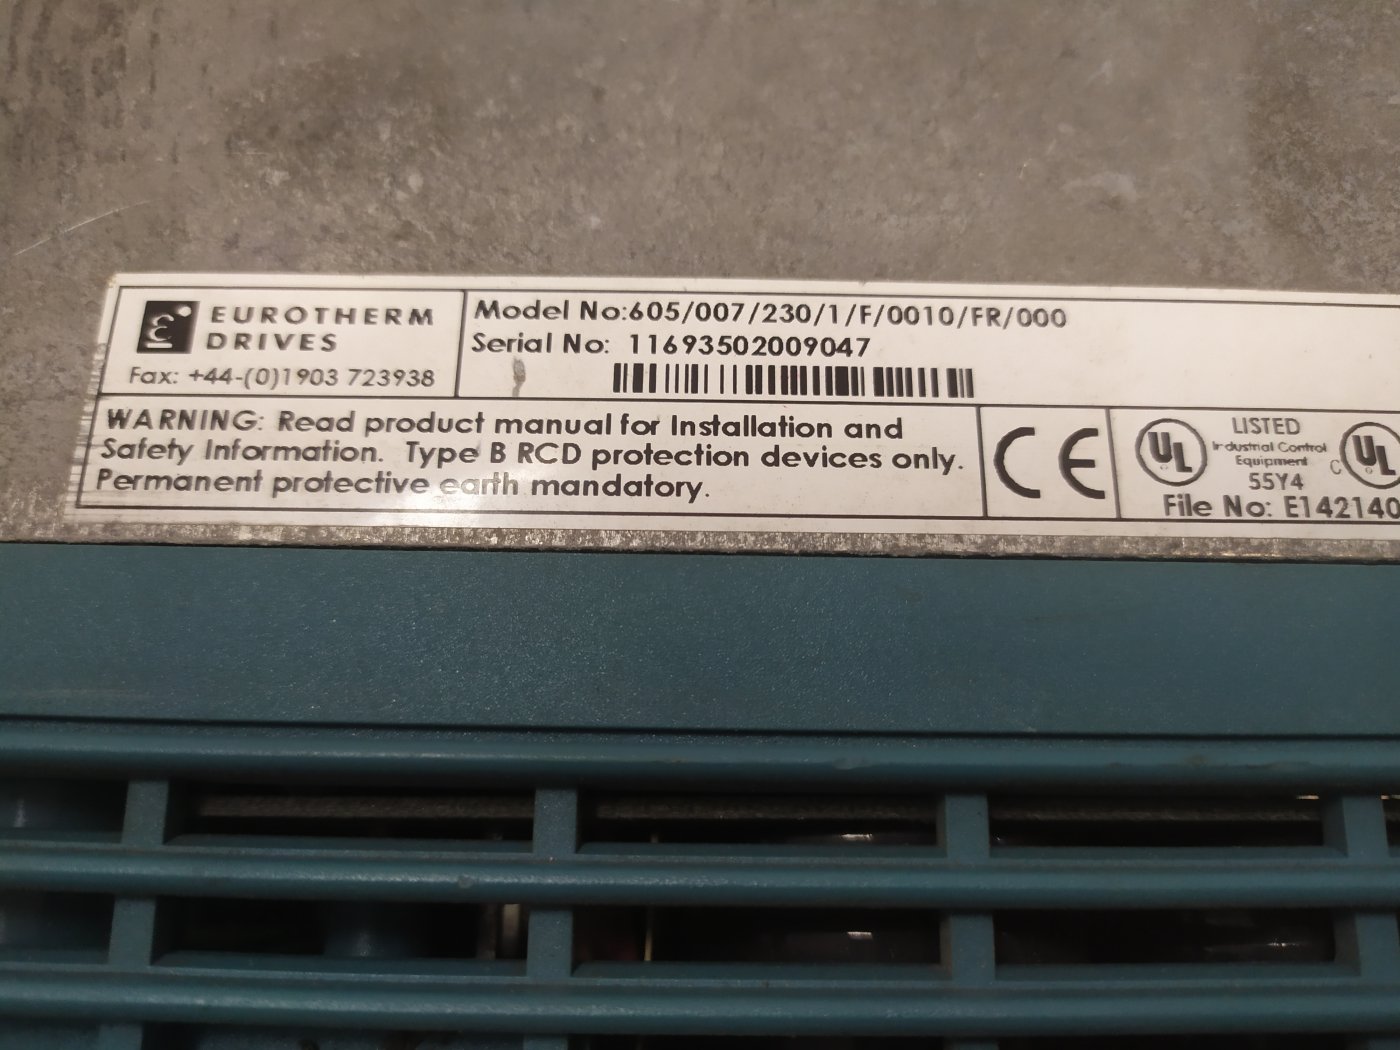 EUROTHERM
DRIVES
Fax: +44-(0)1903 723938
Model No:605/007/230/1/F/0010/FR/000
Serial No: 11693502009047
WARNING: Read product manual for Installation and
Safety Information. Type B RCD protection devices only.
Permanent protective earth mandatory.
CE
UL
LISTED
Industrial Control
Equipment
55Y4
C UL
File No: E142140